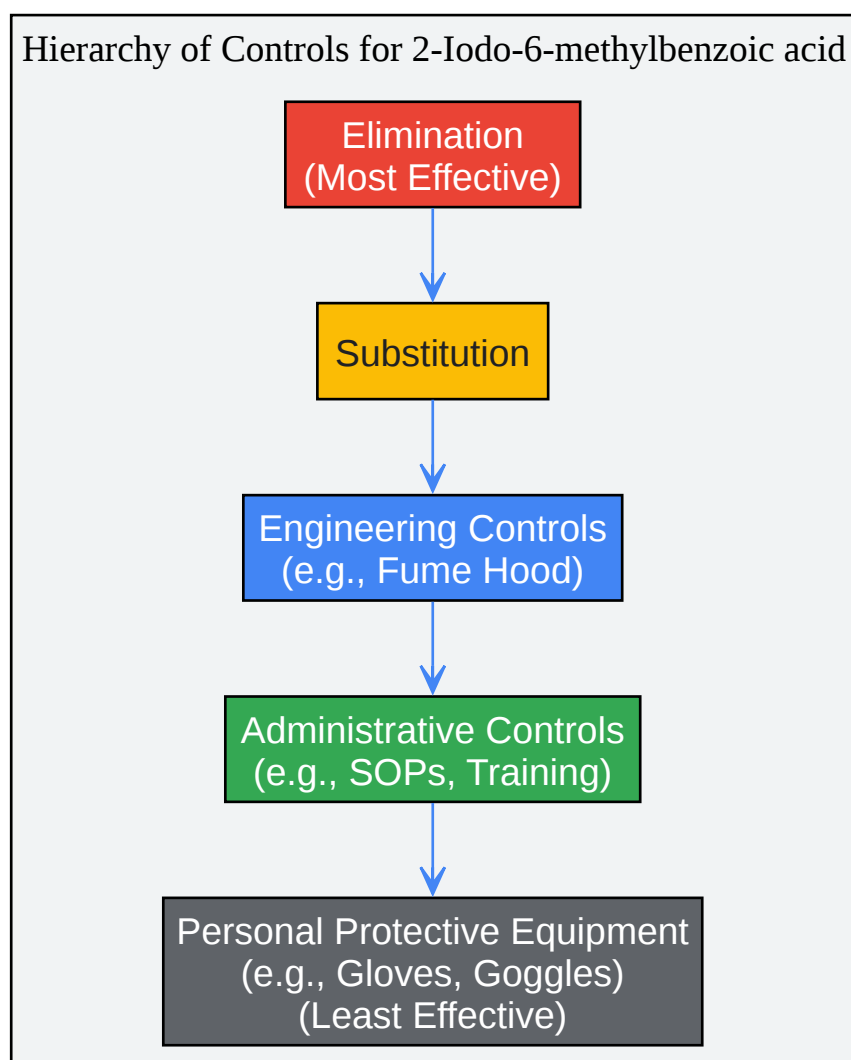 Hierarchy of Controls for 2-Iodo-6-methylbenzoic acid
Elimination
(Most Effective)
Substitution
Engineering Controls
(e.g., Fume Hood)
Administrative Controls
(e.g., SOPs, Training)
Personal Protective Equipment
(e.g., Gloves, Goggles)
(Least Effective)